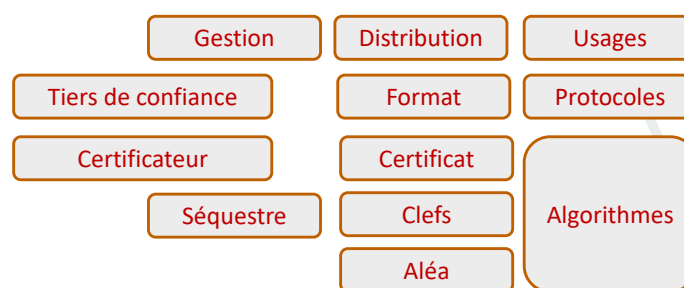 Gestion
Distribution
Usages
Tiers de confiance
Format
Protocoles
Certificateur
Certificat
Séquestre
Clefs
Algorithmes
Aléa